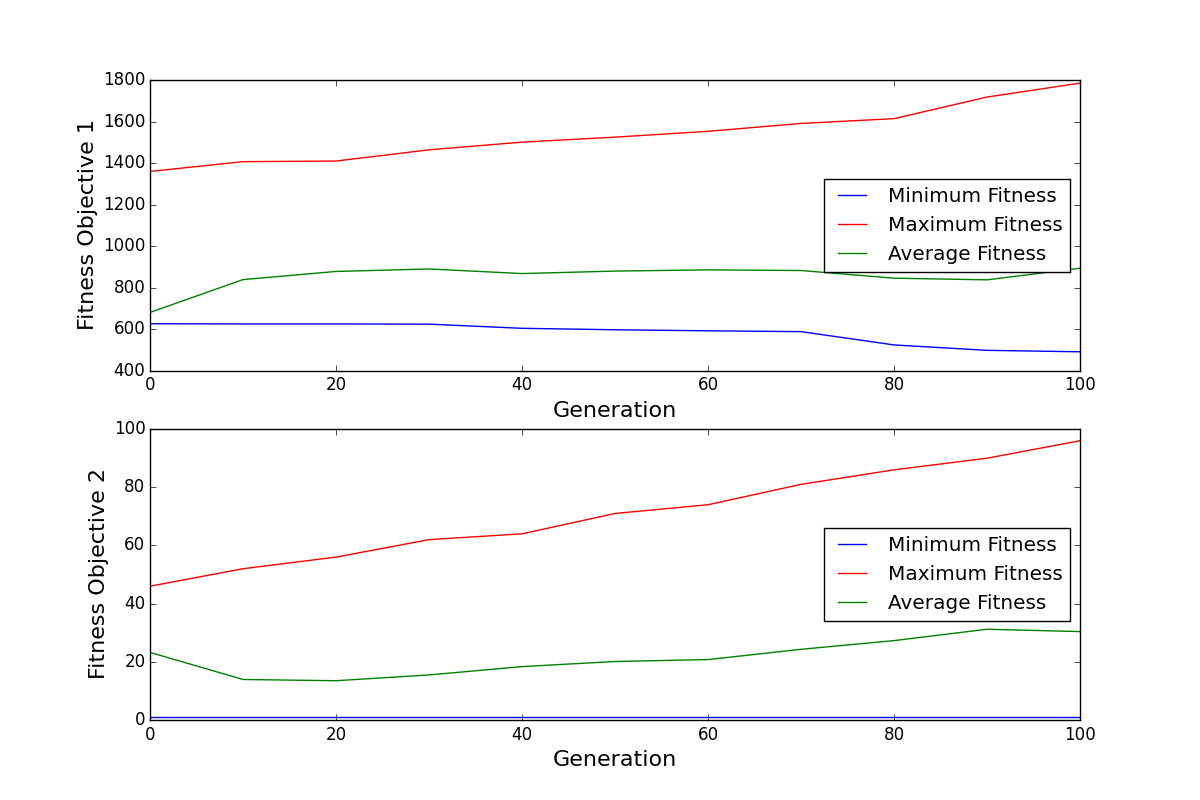 Fitness Objective 1
1800
1600
1400
1200
1000
800
600
400
Minimum Fitness
Maximum Fitness
Average Fitness
0 20 40 60 80 100
Generation
Fitness Objective 2
100
80
60
40
20
0
Minimum Fitness
Maximum Fitness
Average Fitness
0 20 40 60 80 100
Generation